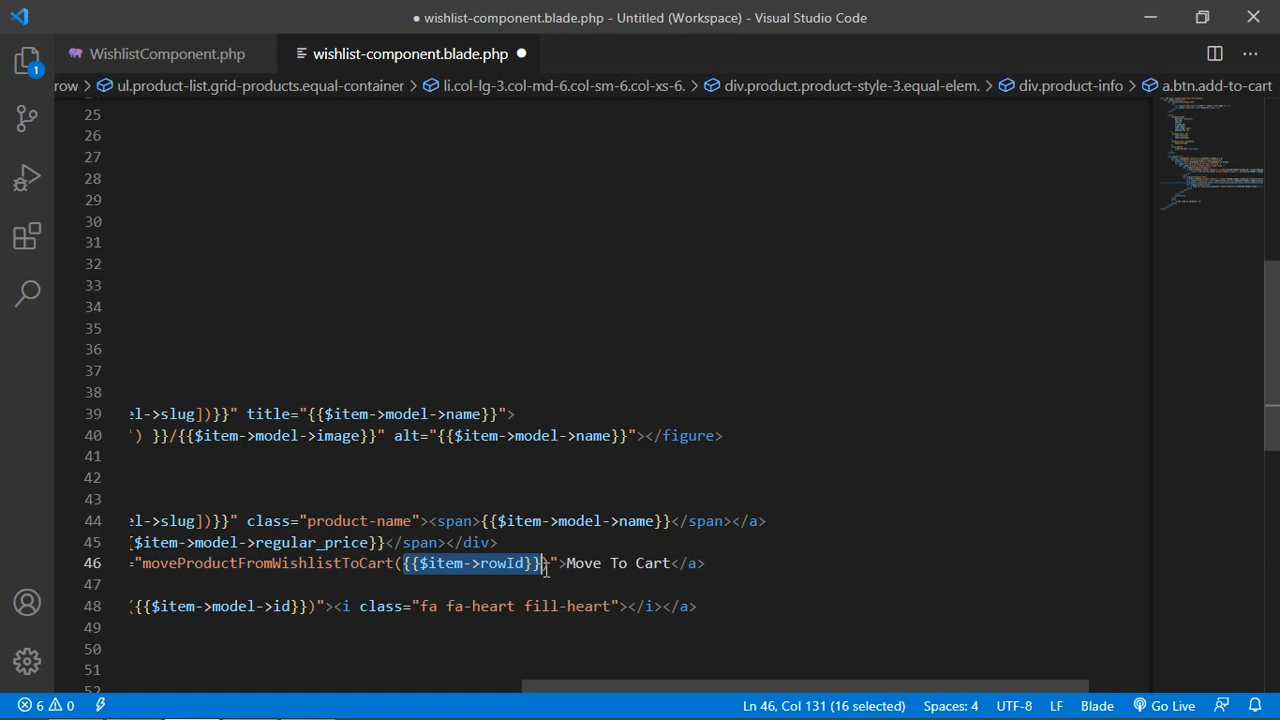 wishlist-component.blade.php - Untitled (Workspace) - Visual Studio Code
WishlistComponent.php
wishlist-component.blade.php
1
row > ul.product-list.grid-products.equal-container > li.col-lg-3.col-md-6.col-sm-6.col-xs-6. > div.product.product-style-3.equal-elem. > div.product-info > a.btn.add-to-cart
25
26
27
28
29
30
31
32
33
34
35
36
37
38
39 el->slug])}}" title="{{$item->model->name}}">
40 ') }}/{{$item->model->image}}" alt="{{$item->model->name}}"></figure>
41
42
43
44 el->slug])}}" class="product-name"><span>{{$item->model->name}}</span></a>
45 [$item->model->regular_price}}</span></div>
46 ="moveProductFromWishlistToCart({{$item->rowId}})">Move To Cart</a>
47
48 ({{$item->model->id}})"><i class="fa fa-heart fill-heart"></i></a>
49
50
51
52
6 0 Ln 46, Col 131 (16 selected) Spaces: 4 UTF-8 LF Blade Go Live